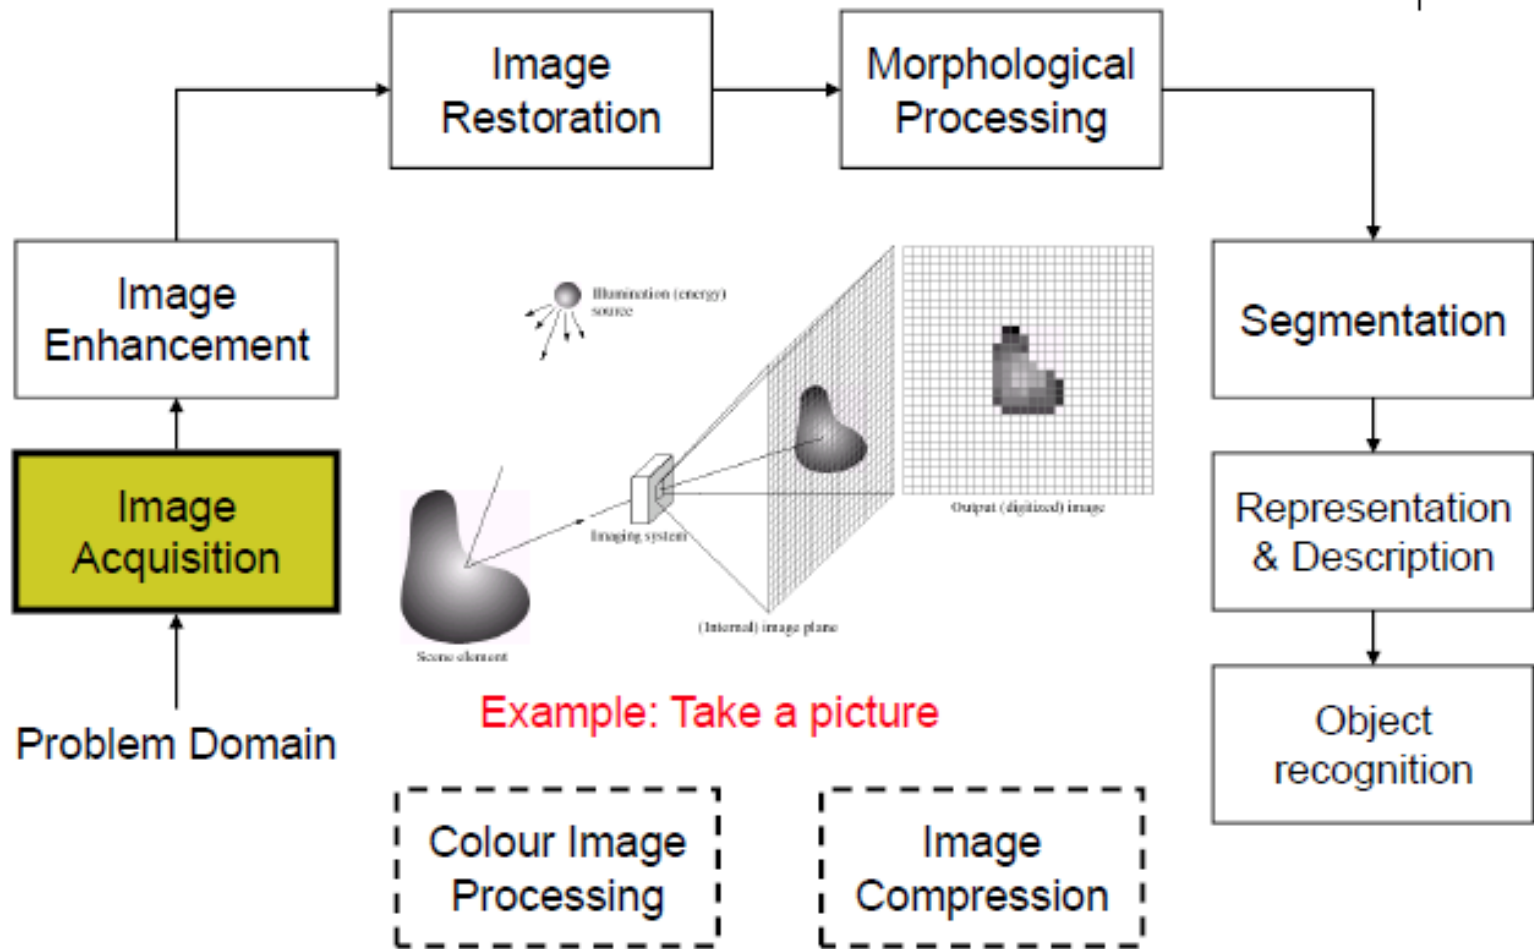 Image
Restoration
Morphological
Processing
Image
Enhancement
Illumination (energy)
source
Segmentation
Image
Acquisition
Imaging system
Output (digitized) image
Representation
& Description
(Internal) image plane
Scene element
Example: Take a picture
Problem Domain
Object
recognition
Colour Image
Processing
Image
Compression